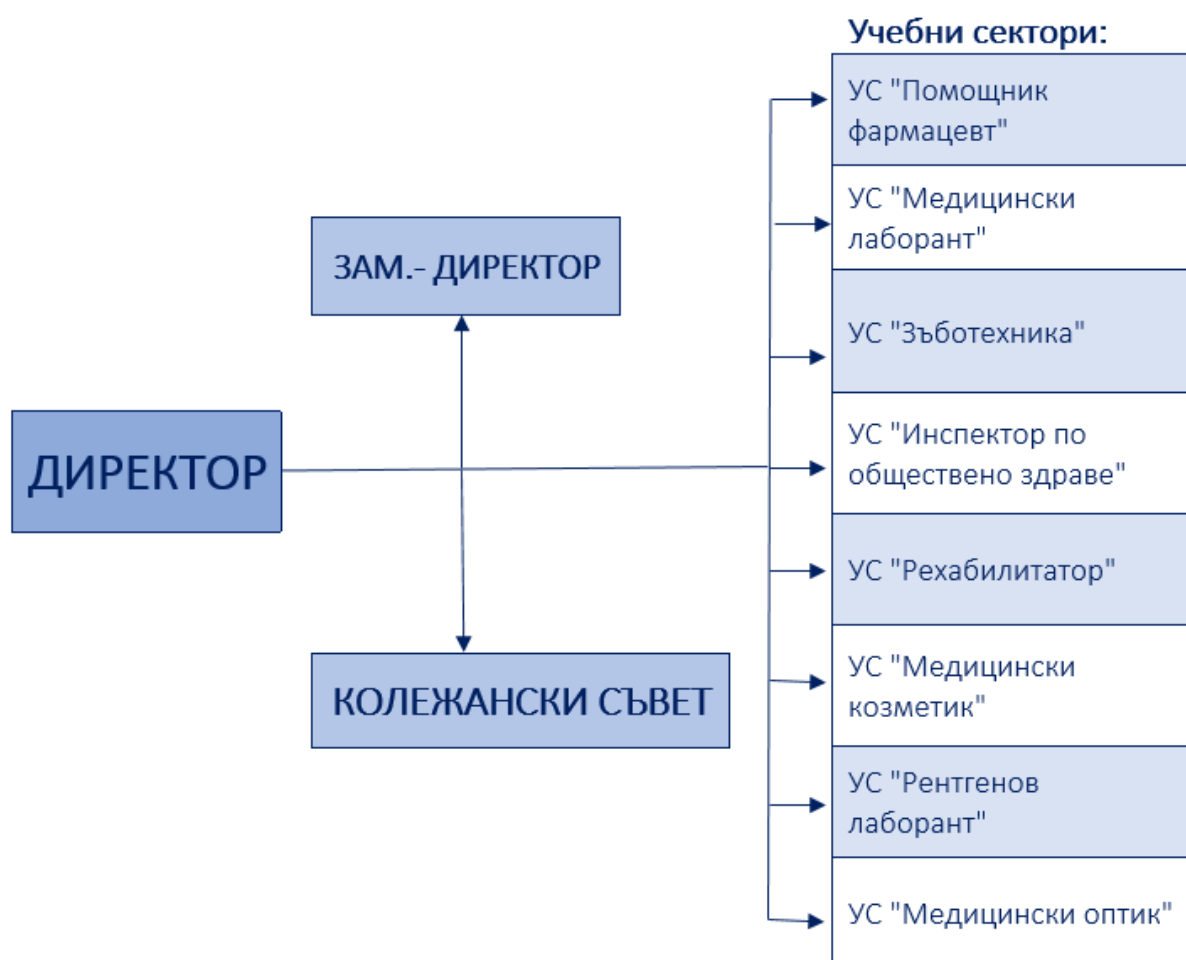 Учебни сектори:
УС "Помощник
фармацевт"
УС "Медицински
лаборант"
ЗАМ.- ДИРЕКТОР
УС "Зъботехника"
ДИРЕКТОР
УС "Инспектор по
обществено здраве"
УС "Рехабилитатор"
КОЛЕЖАНСКИ СЪВЕТ
УС "Медицински
козметик"
УС "Рентгенов
лаборант"
УС "Медицински оптик"